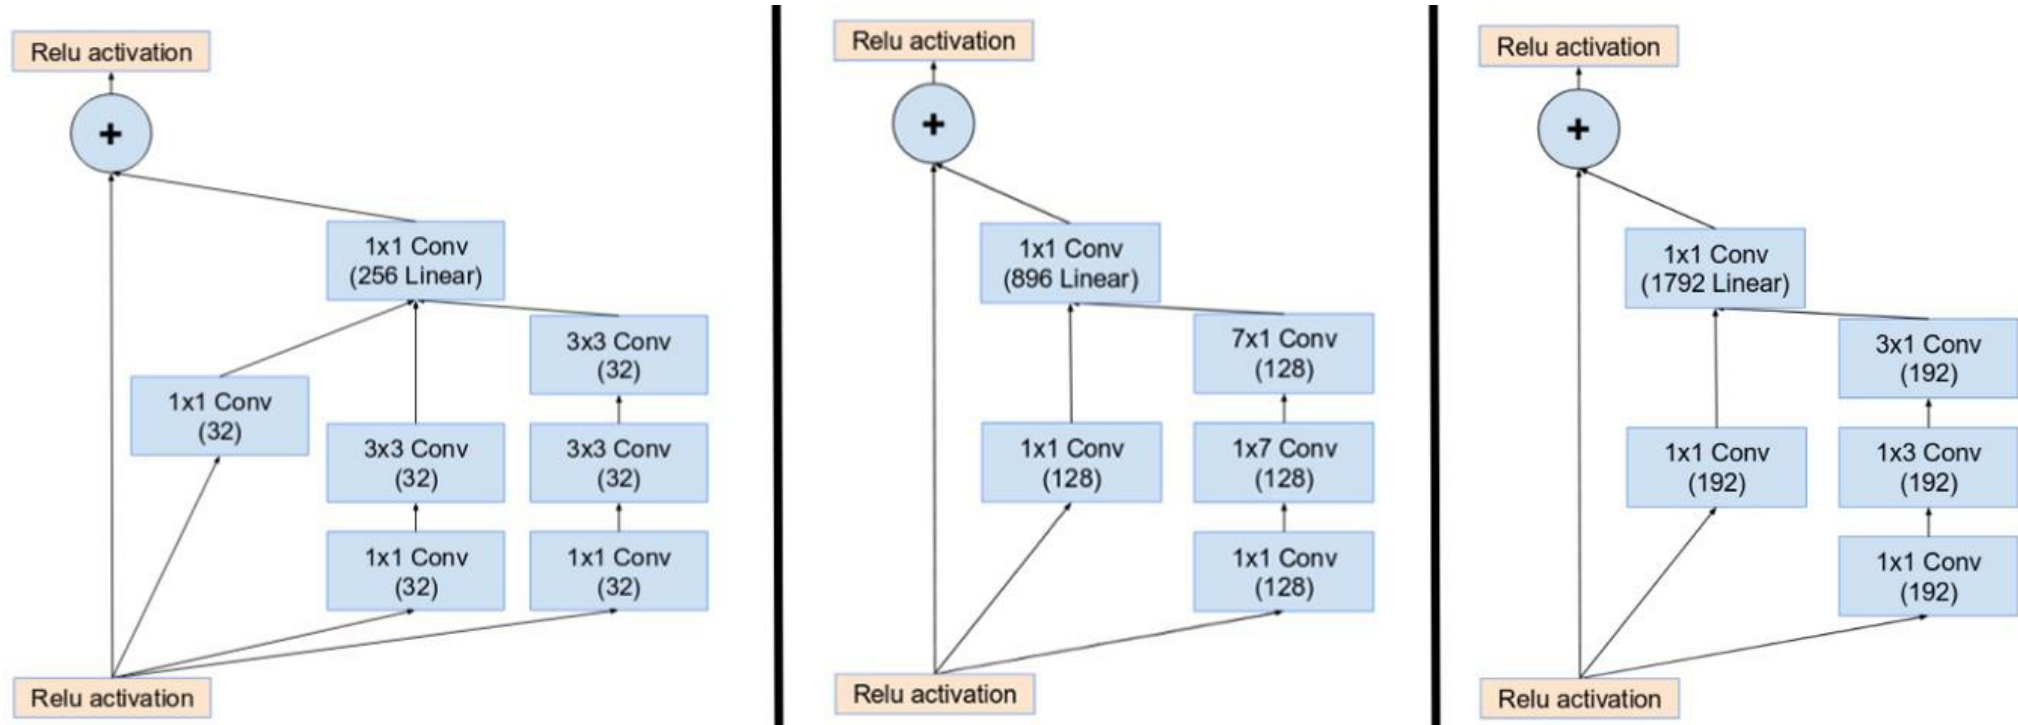 Relu activation
+
1x1 Conv
(256 Linear)
3x3 Conv
(32)
1x1 Conv
(32)
3x3 Conv
(32)
3x3 Conv
(32)
1x1 Conv
(32)
1x1 Conv
(32)
Relu activation
Relu activation
+
1x1 Conv
(896 Linear)
7x1 Conv
(128)
1x1 Conv
(128)
1x7 Conv
(128)
1x1 Conv
(128)
Relu activation
Relu activation
+
1x1 Conv
(1792 Linear)
3x1 Conv
(192)
1x1 Conv
(192)
1x3 Conv
(192)
1x1 Conv
(192)
Relu activation